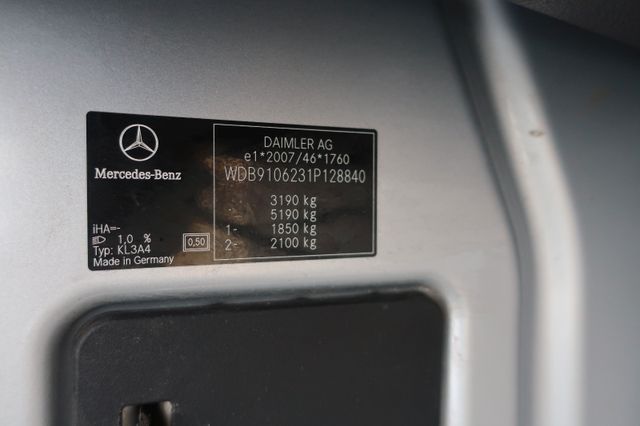 Mercedes-Benz
DAIMLER AG
e1*2007/46*1760
WDB9106231P128840
3190 kg
5190 kg
1- 1850 kg
2- 2100 kg
iHA=-
1,0 %
0,50
Typ: KL3A4
Made in Germany